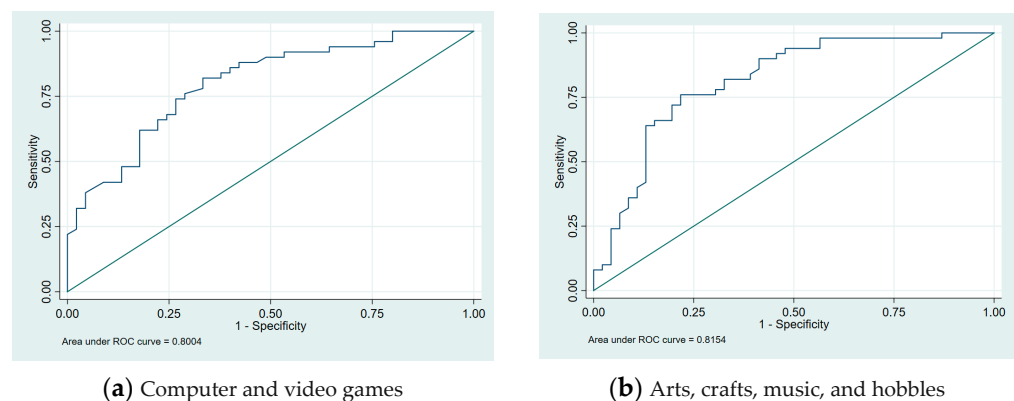 Sensitivity
0.00 0.25 0.50 0.75 1.00
0.00 0.25 0.50 0.75 1.00
1 - Specificity
Area under ROC curve = 0.8004
(a) Computer and video games
Sensitivity
0.00 0.25 0.50 0.75 1.00
0.00 0.25 0.50 0.75 1.00
1 - Specificity
Area under ROC curve = 0.8154
(b) Arts, crafts, music, and hobbles